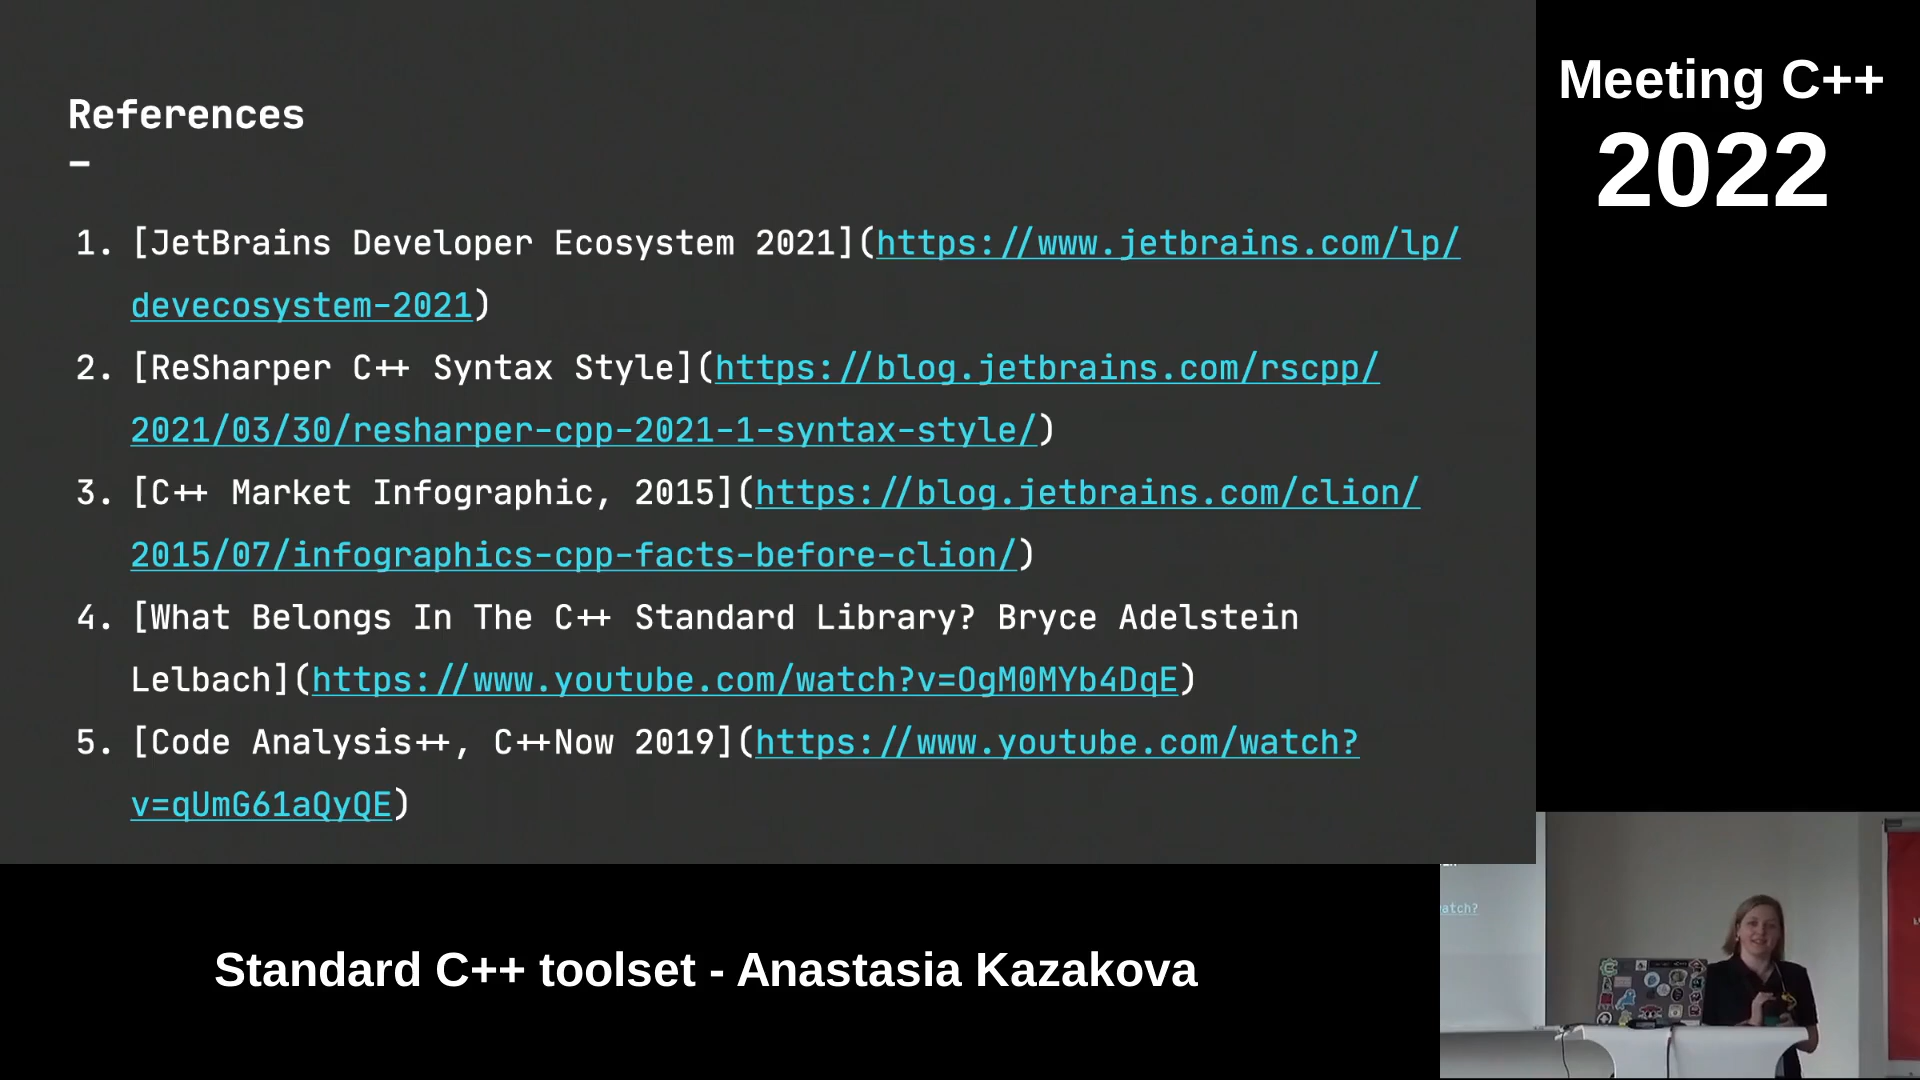 References
–
1. [JetBrains Developer Ecosystem 2021](https://www.jetbrains.com/lp/
devecosystem-2021)
2. [ReSharper C++ Syntax Style](https://blog.jetbrains.com/rscpp/
2021/03/30/resharper-cpp-2021-1-syntax-style/)
3. [C++ Market Infographic, 2015](https://blog.jetbrains.com/clion/
2015/07/infographics-cpp-facts-before-clion/)
4. [What Belongs In The C++ Standard Library? Bryce Adelstein
Lelbach](https://www.youtube.com/watch?v=OgM0MYb4DqE)
5. [Code Analysis++, C++Now 2019](https://www.youtube.com/watch?
v=qUmG61aQyQE)
Meeting C++
2022
watch?
Standard C++ toolset - Anastasia Kazakova